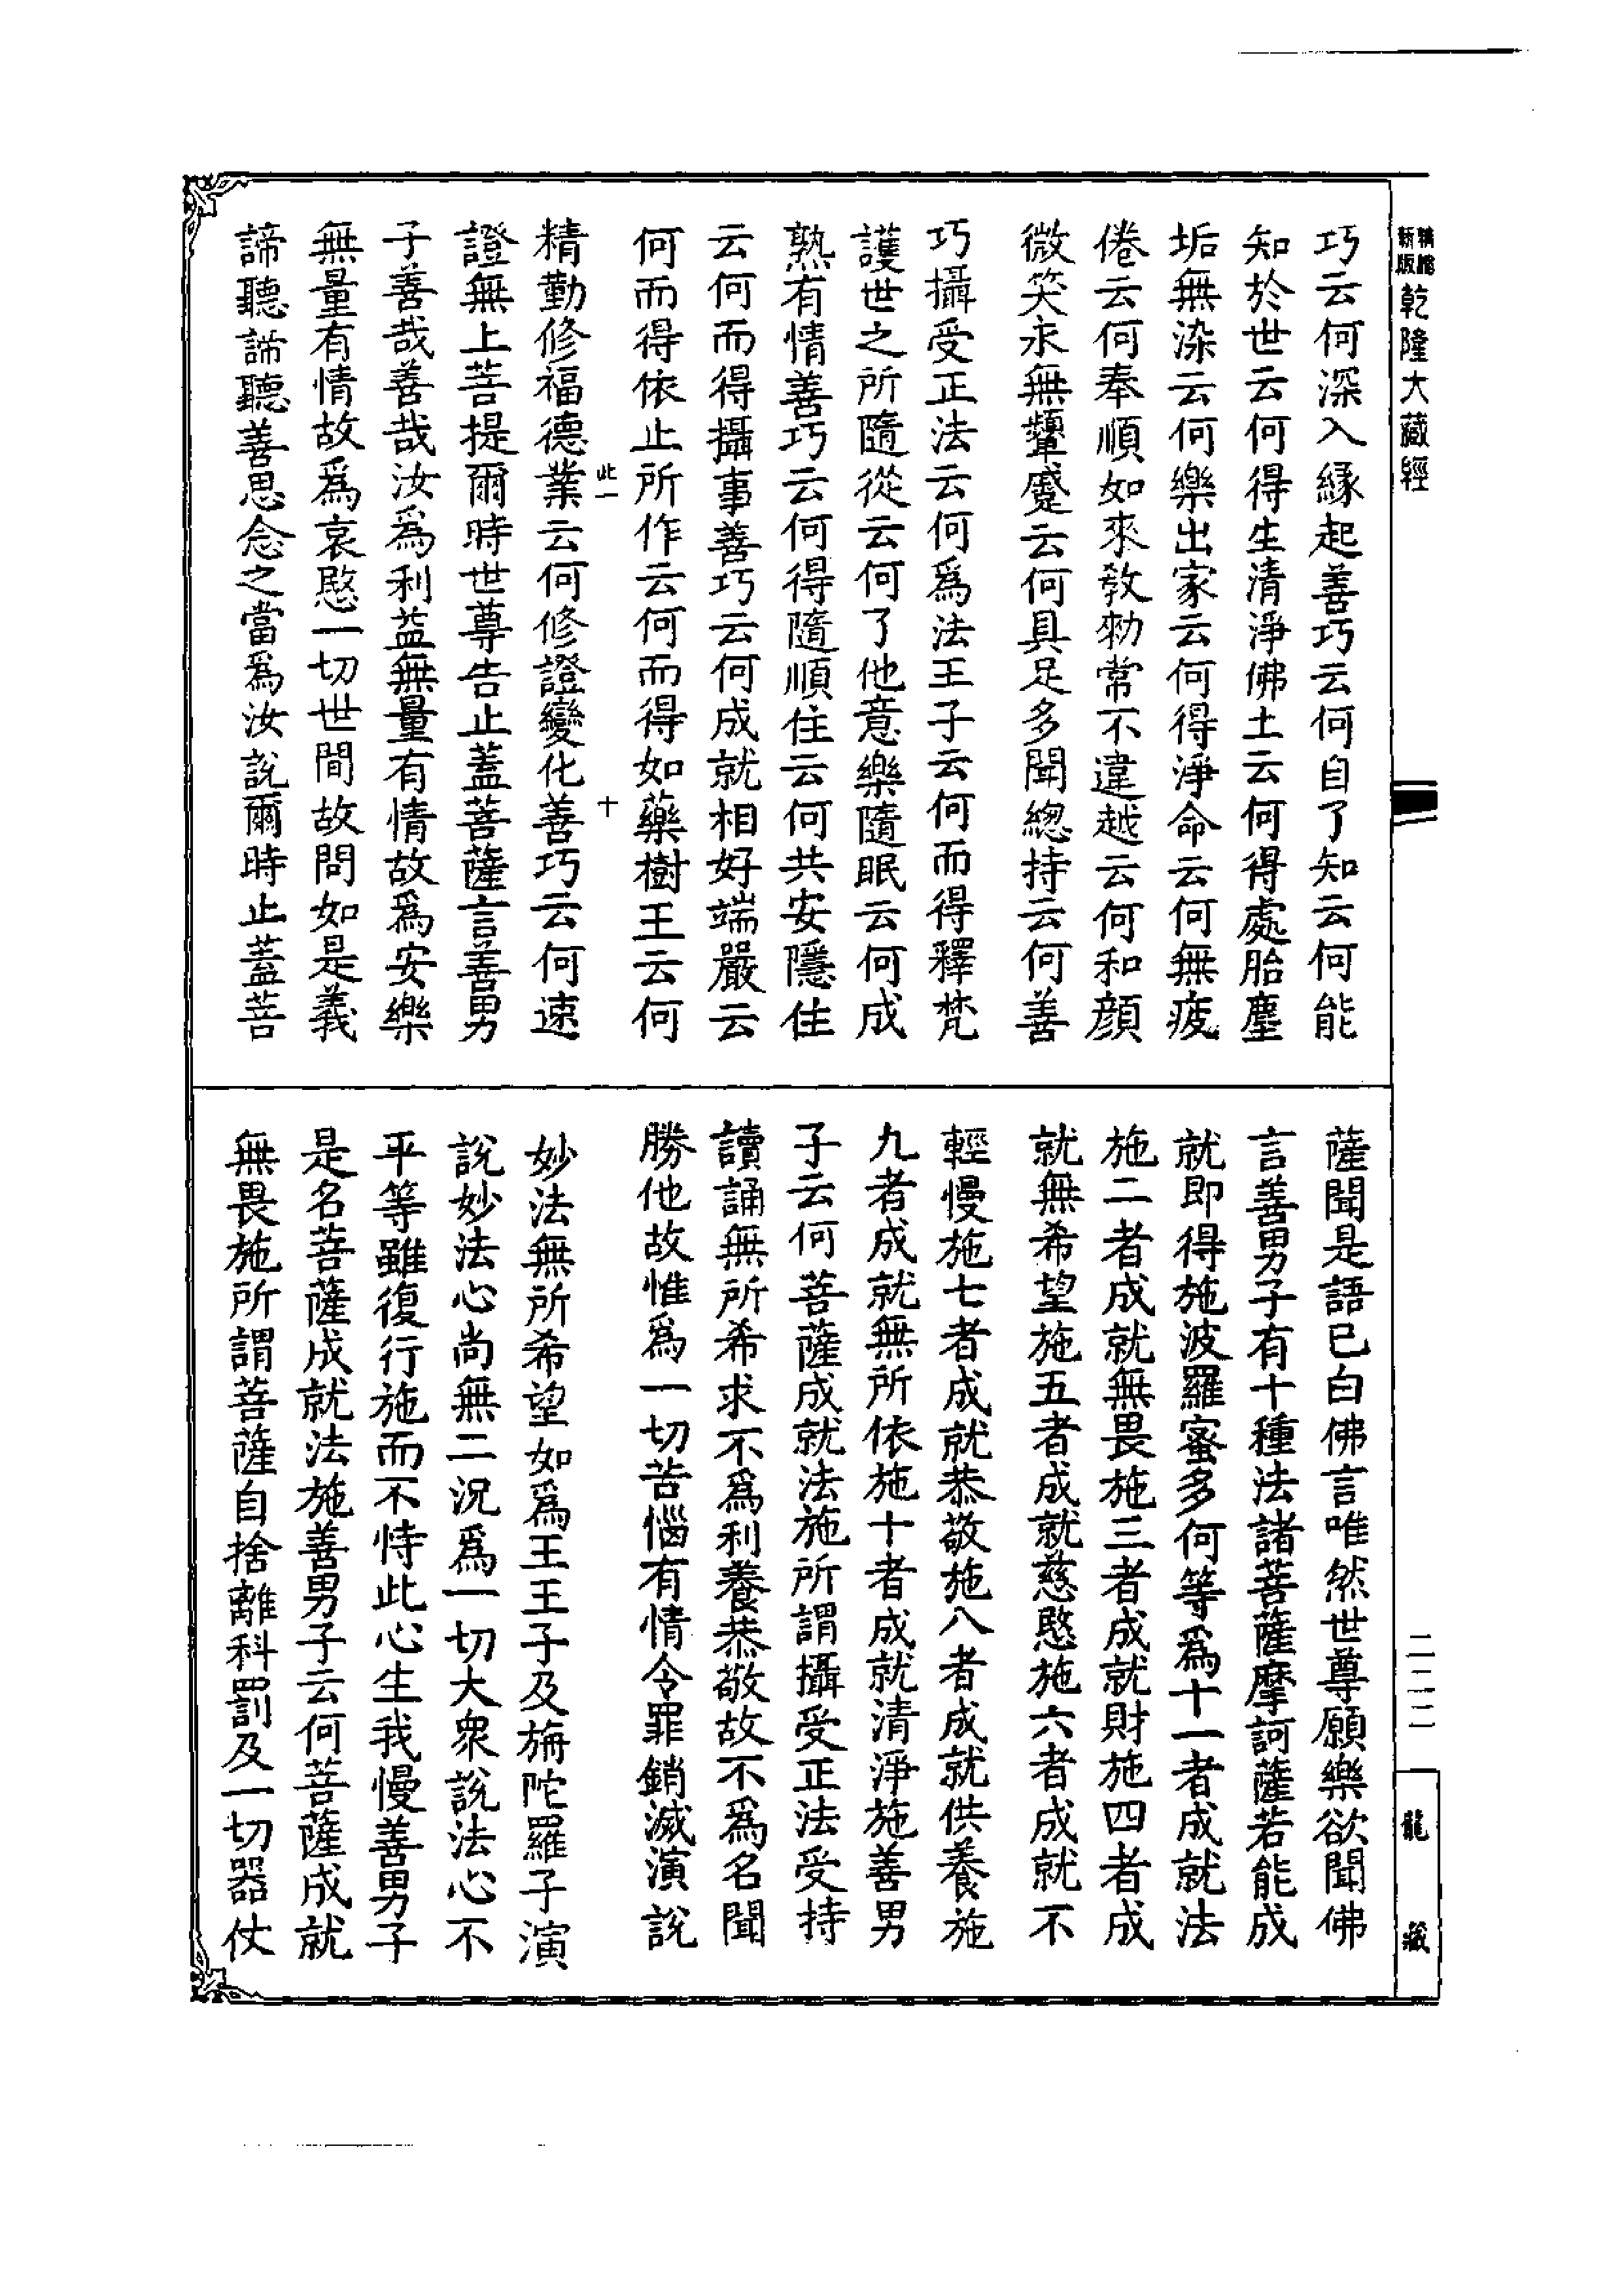 新版
精縮
乾隆大藏經
巧云何深入緣起善巧云何自了知云何能
知於世云何得生清淨佛土云何得處胎塵
垢無染云何樂出家云何得淨命云何無疲
倦云何奉順如來教勑常不違越云何和顏
微笑永無顰蹙云何具足多聞總持云何善
巧攝受正法云何為法王子云何而得釋梵
護世之所隨從云何了他意樂隨眠云何成
熟有情善巧云何得隨順住云何共安隱住
云何而得攝事善巧云何成就相好端嚴云
何而得依止所作云何而得如藥樹王云何
此一 十
精勤修福德業云何修證變化善巧云何速
證無上菩提爾時世尊告止蓋菩薩言善男
子善哉善哉汝為利益無量有情故為安樂
無量有情故為哀愍一切世間故問如是義
諦聽諦聽善思念之當為汝說爾時止蓋菩
薩聞是語已白佛言唯然世尊願樂欲聞佛
言善男子有十種法諸菩薩摩訶薩若能成
就即得施波羅蜜多何等為十一者成就法
施二者成就無畏施三者成就財施四者成
就無希望施五者成就慈愍施六者成就不
輕慢施七者成就恭敬施八者成就供養施
九者成就無所依施十者成就清淨施善男
子云何菩薩成就法施所謂攝受正法受持
讀誦無所希求不為利養恭敬故不為名聞
勝他故惟為一切苦惱有情令罪銷滅演說
妙法無所希望如為王王子及旃陀羅子演
說妙法心尚無二況為一切大衆說法心不
平等雖復行施而不恃此心生我慢善男子
是名菩薩成就法施善男子云何菩薩成就
無畏施所謂菩薩自捨離科罰及一切器仗
二二二
龍藏